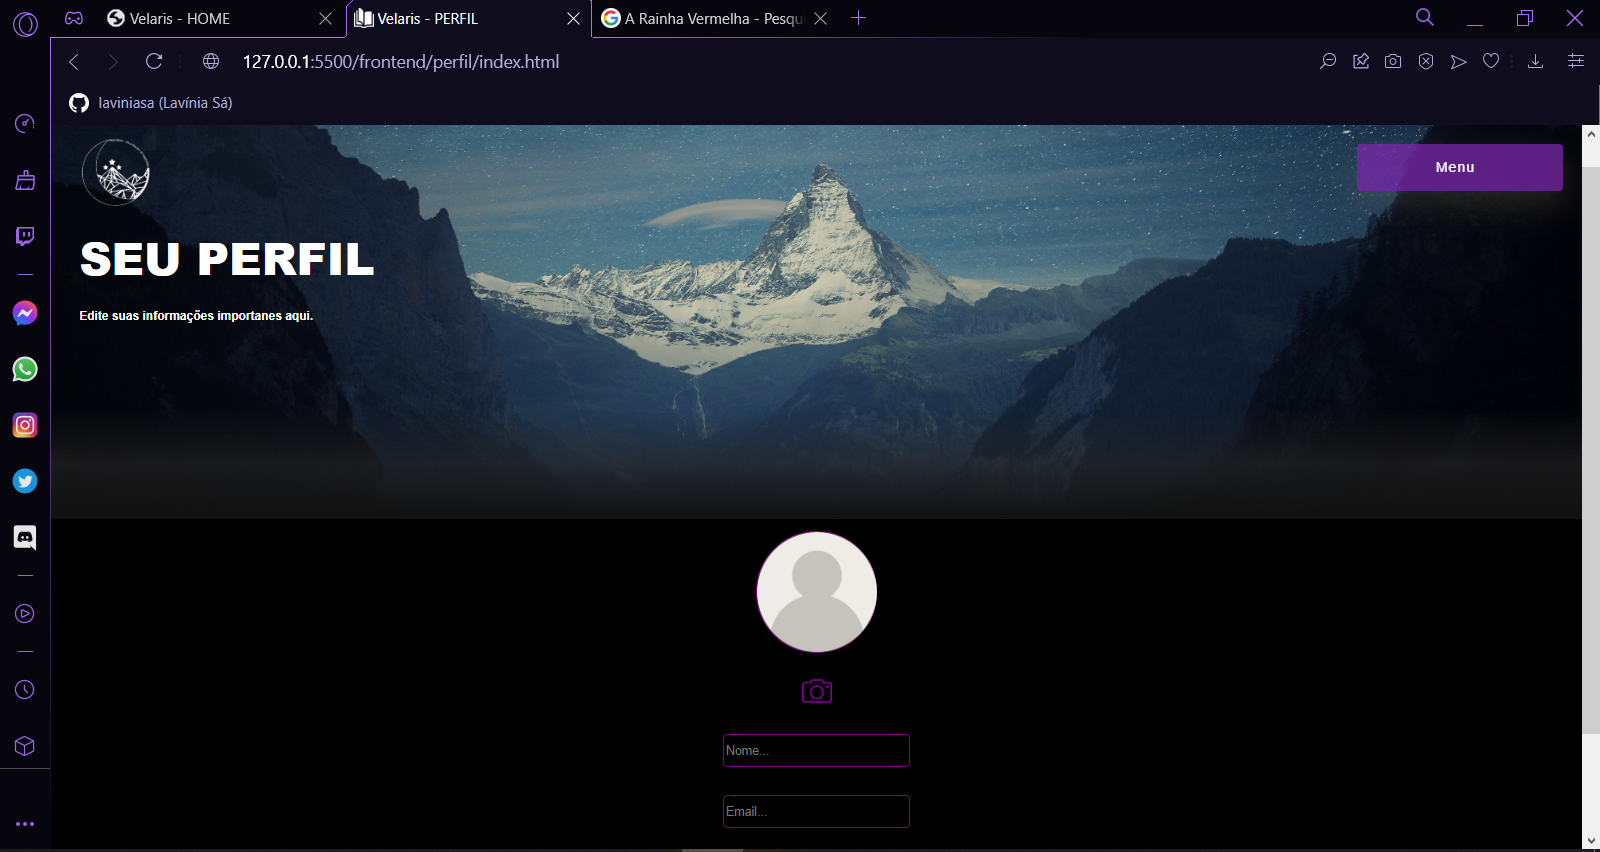 Velaris - HOME
Velaris - PERFIL
A Rainha Vermelha - Pesqu
127.0.0.1:5500/frontend/perfil/index.html
laviniasa (Lavínia Sá)
Menu
SEU PERFIL
Edite suas informações importanes aqui.
Nome...
Email...